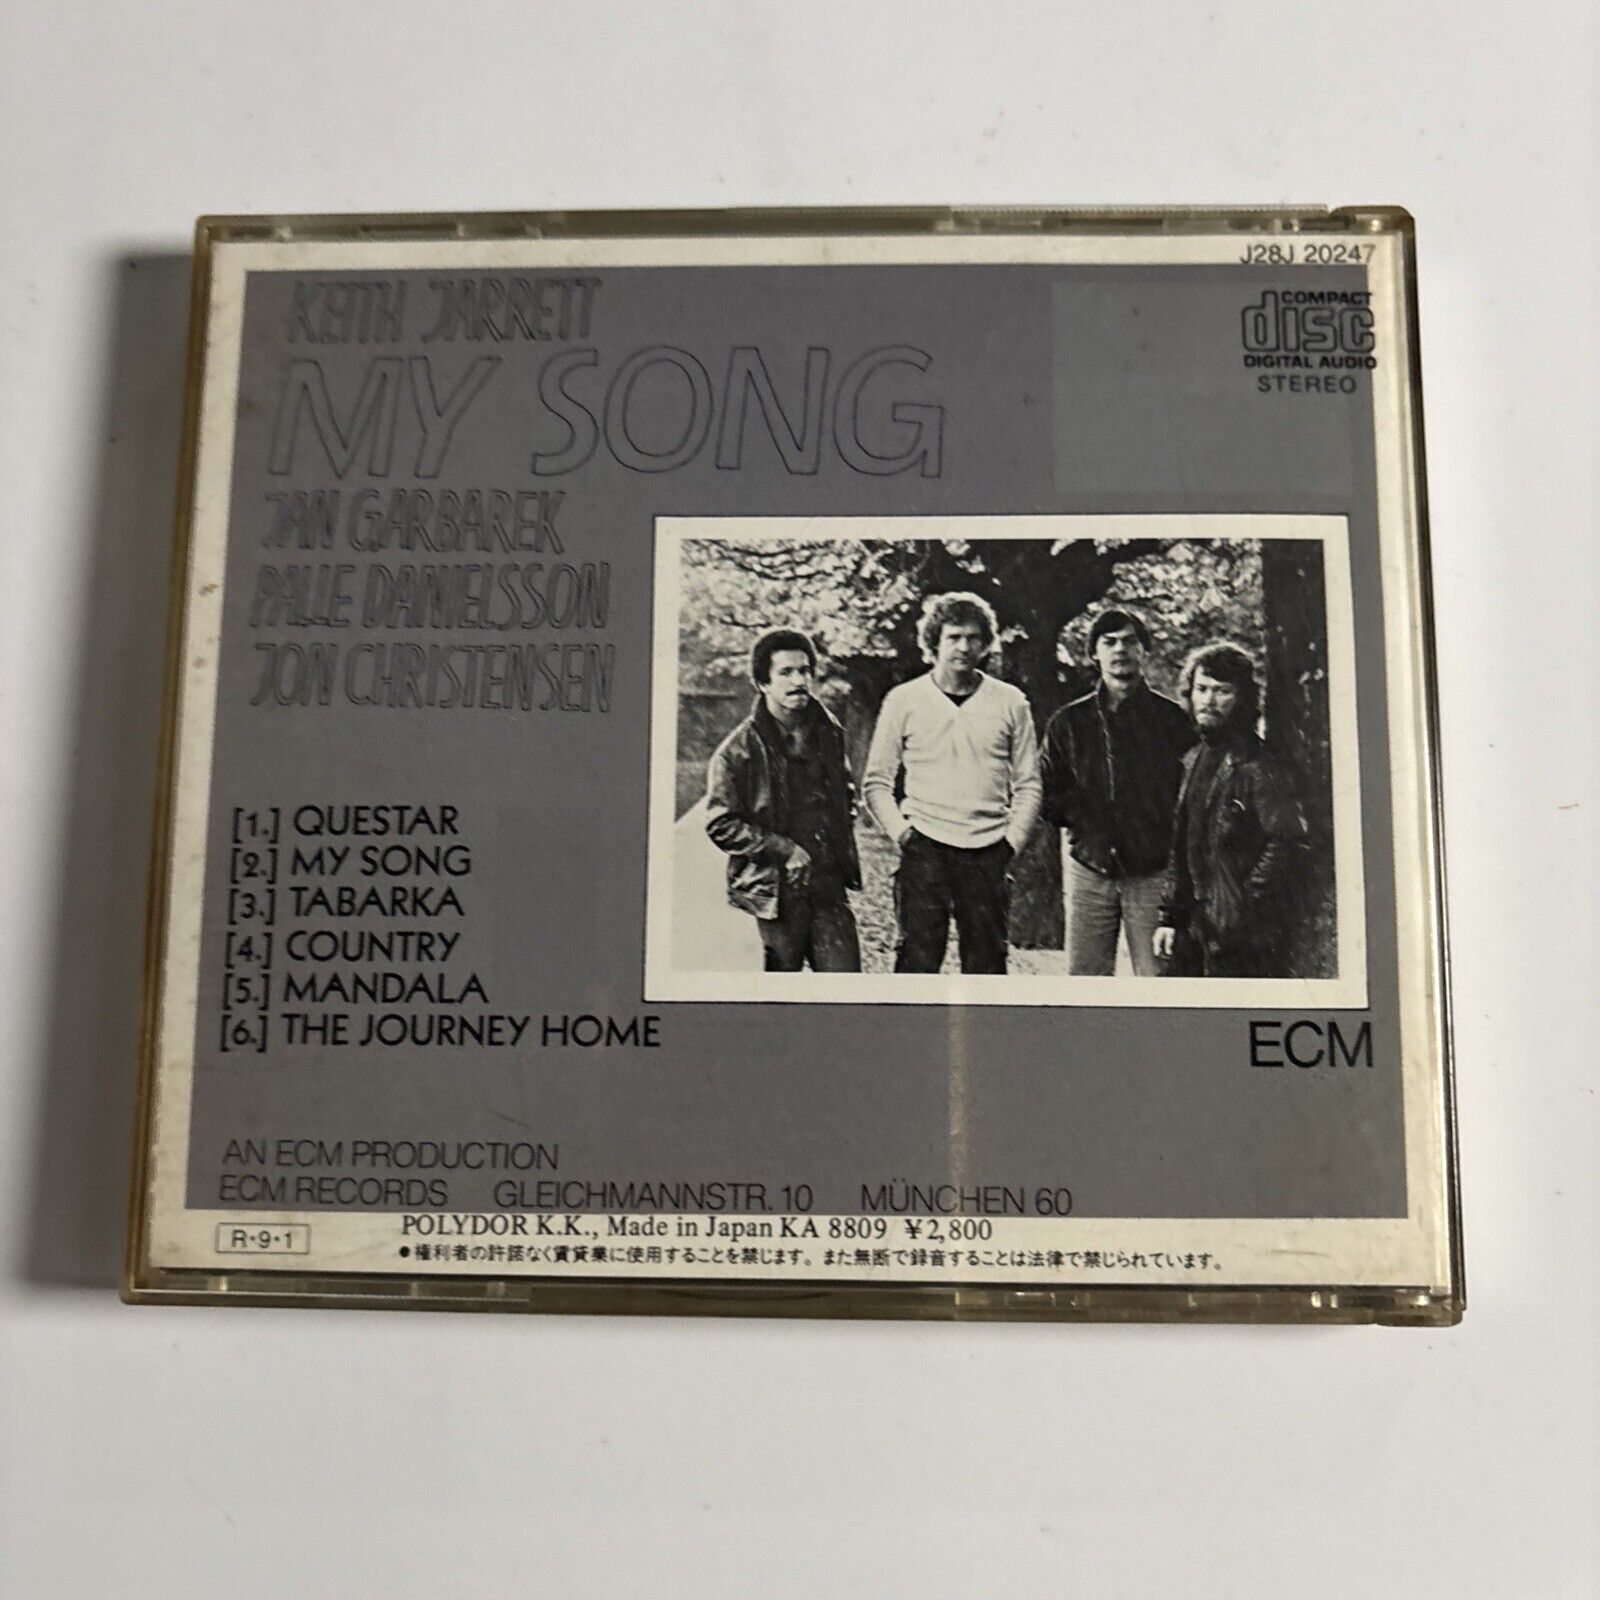 J28J 20247
KEITH JARRETT
MY SONG
JAN GARBAREK
PALLE DANIELSSON
JON CHRISTENSEN
COMPACT
disc
DIGITAL AUDIO
STEREO
[1.] QUESTAR
[2.] MY SONG
[3.] TABARKA
[4.] COUNTRY
[5.] MANDALA
[6.] THE JOURNEY HOME
ECM
AN ECM PRODUCTION
ECM RECORDS GLEICHMANNSTR. 10 MÜNCHEN 60
POLYDOR K.K., Made in Japan KA 8809 ¥2,800
R・9・1
●権利者の許諾なく賃貸業に使用することを禁じます。また無断で録音することは法律で禁じられています。